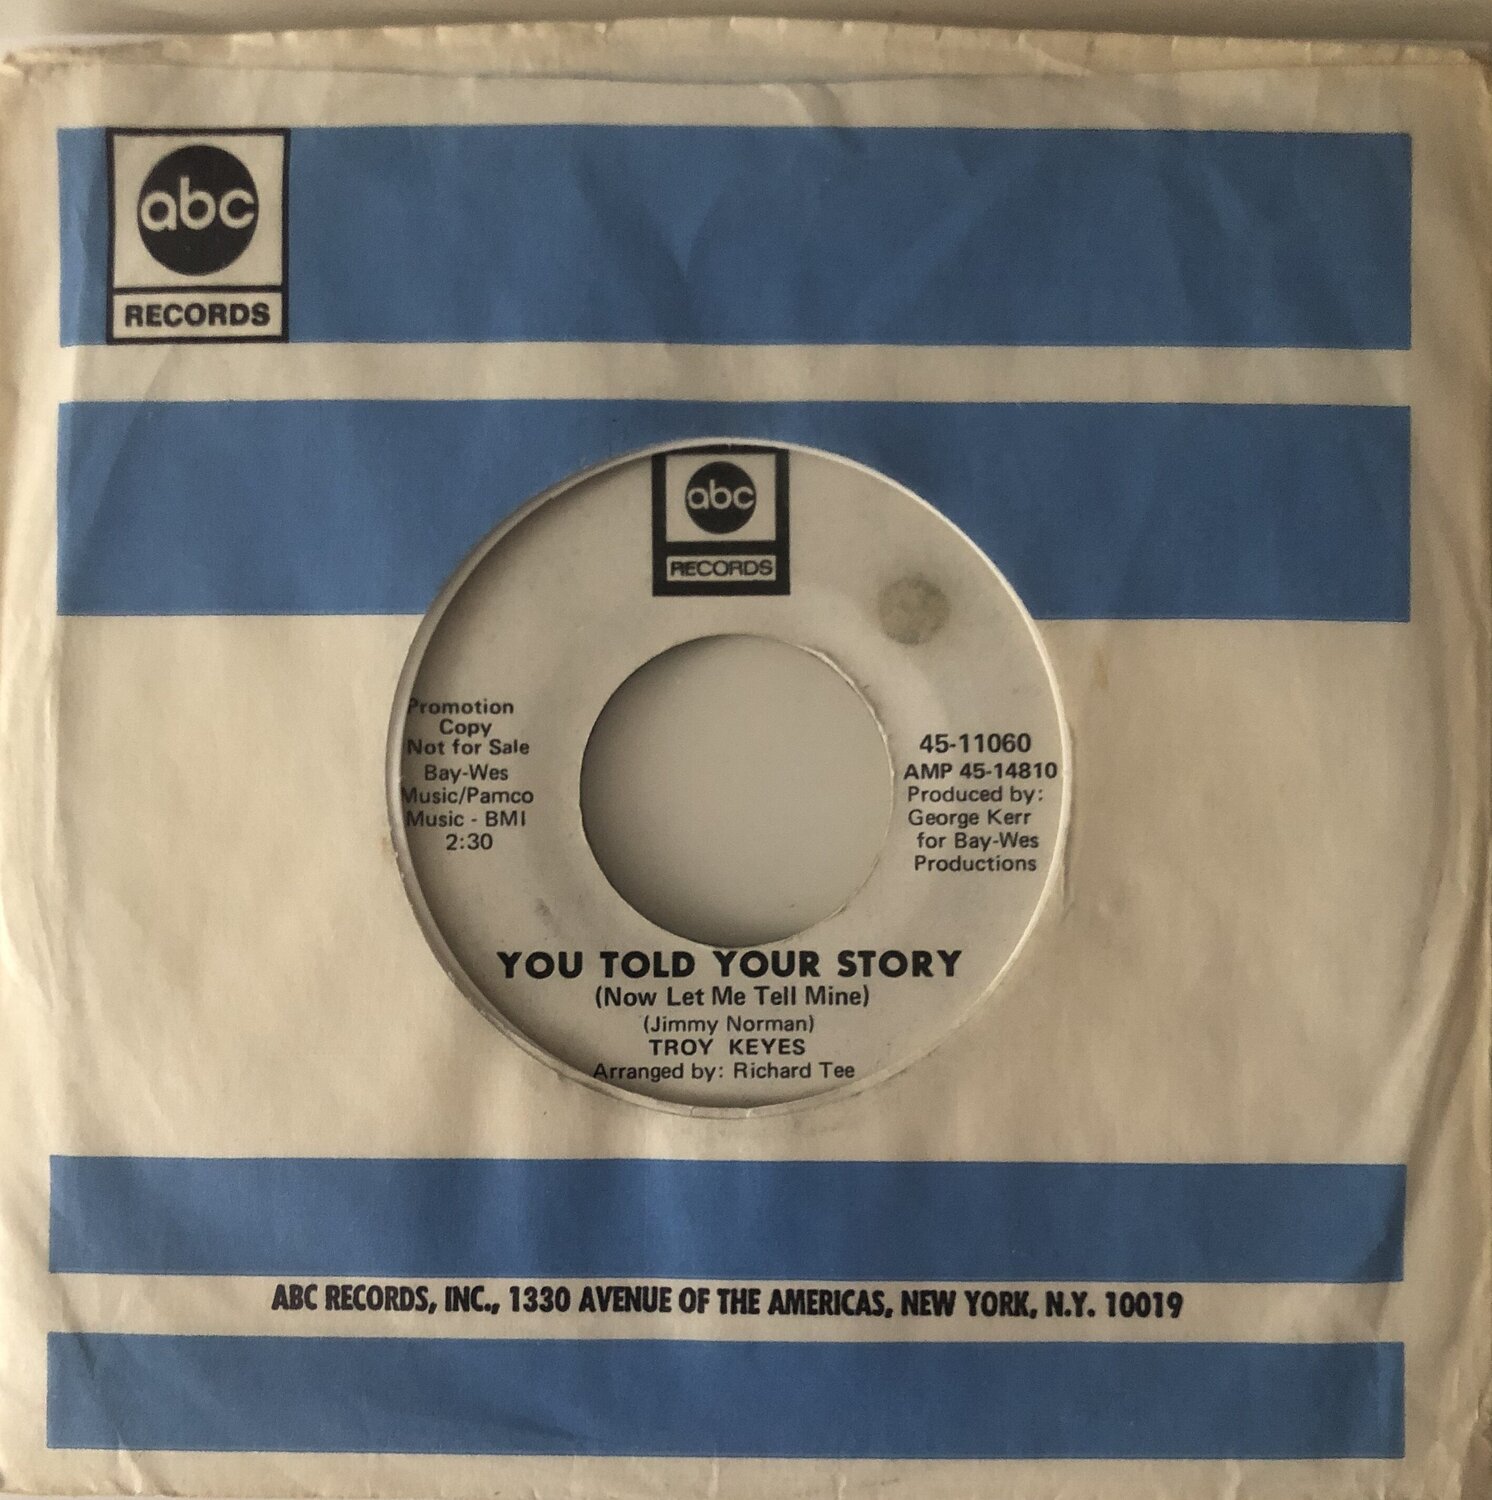 abc
RECORDS
abc
RECORDS
Promotion
Copy
Not for Sale
Bay-Wes
Music/Pamco
Music - BMI
2:30
45-11060
AMP 45-14810
Produced by:
George Kerr
for Bay-Wes
Productions
YOU TOLD YOUR STORY
(Now Let Me Tell Mine)
(Jimmy Norman)
TROY KEYES
Arranged by: Richard Tee
ABC RECORDS, INC., 1330 AVENUE OF THE AMERICAS, NEW YORK, N.Y. 10019